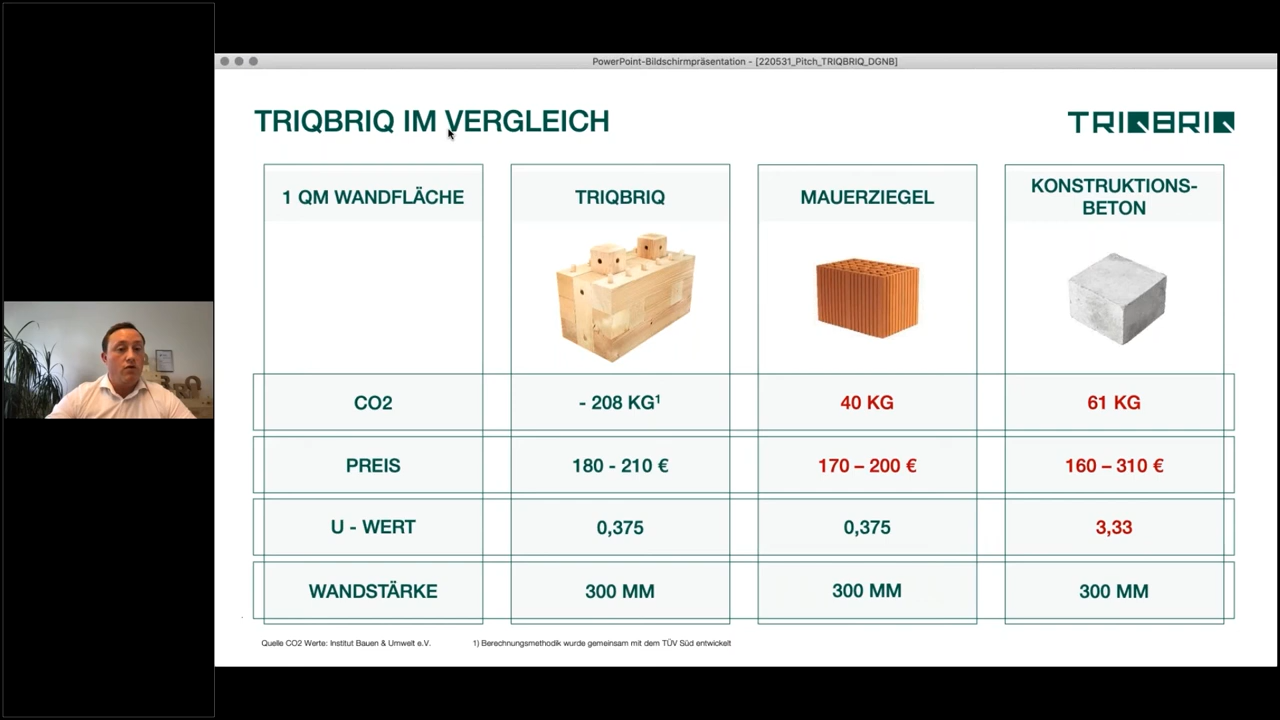 PowerPoint-Bildschirmpräsentation - [220531_Pitch_TRIQBRIQ_DGNB]
TRIQBRIQ IM VERGLEICH
TRIQBRIQ
1 QM WANDFLÄCHE
TRIQBRIQ
MAUERZIEGEL
KONSTRUKTIONS-
BETON
CO2
- 208 KG¹
40 KG
61 KG
PREIS
180 - 210 €
170 – 200 €
160 – 310 €
U - WERT
0,375
0,375
3,33
WANDSTÄRKE
300 MM
300 MM
300 MM
Quelle CO2 Werte: Institut Bauen & Umwelt e.V.
1) Berechnungsmethodik wurde gemeinsam mit dem TÜV Süd entwickelt